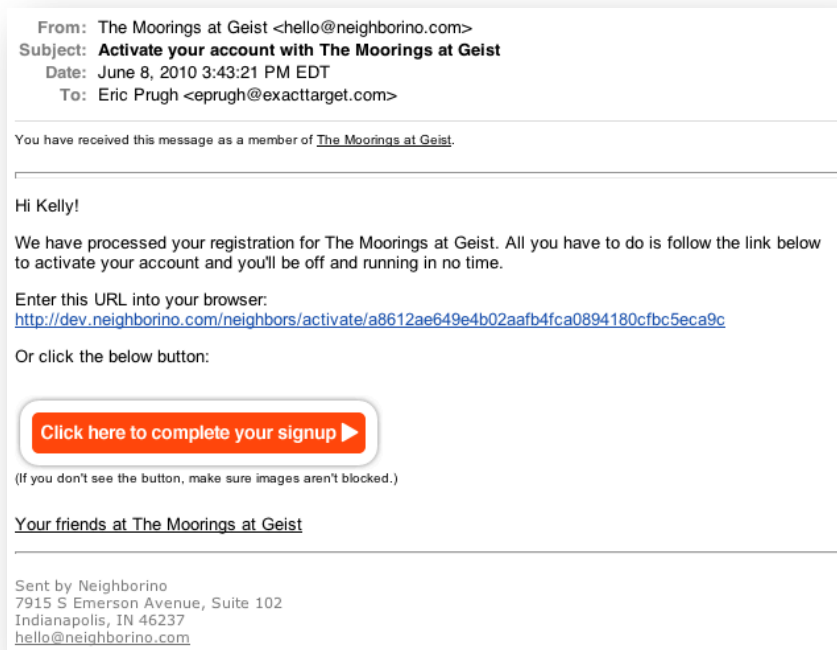 From: The Moorings at Geist <hello@neighborino.com>
Subject: Activate your account with The Moorings at Geist
Date: June 8, 2010 3:43:21 PM EDT
To: Eric Prugh <eprugh@exacttarget.com>
You have received this message as a member of The Moorings at Geist.
Hi Kelly!
We have processed your registration for The Moorings at Geist. All you have to do is follow the link below
to activate your account and you'll be off and running in no time.
Enter this URL into your browser:
http://dev.neighborino.com/neighbors/activate/a8612ae649e4b02aafb4fca0894180cfbc5eca9c
Or click the below button:
Click here to complete your signup ▶
(If you don't see the button, make sure images aren't blocked.)
Your friends at The Moorings at Geist
Sent by Neighborino
7915 S Emerson Avenue, Suite 102
Indianapolis, IN 46237
hello@neighborino.com